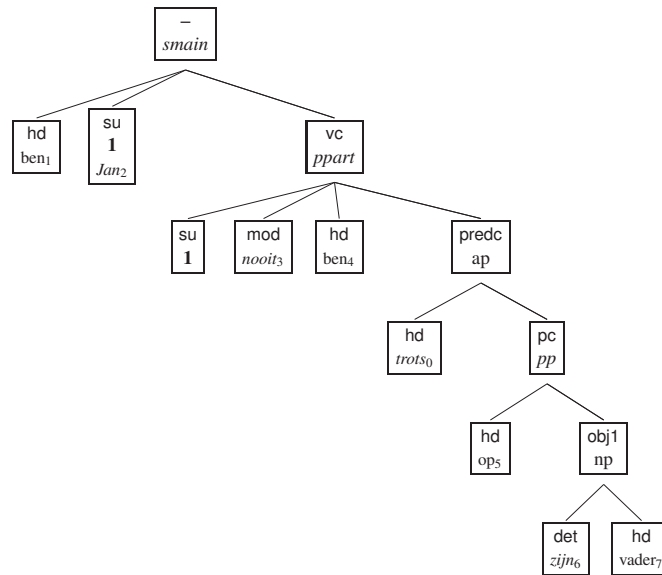 –
smain
hd
ben₁
su
1
Jan₂
vc
ppart
su
1
mod
nooit₃
hd
ben₄
predc
ap
hd
trots₀
pc
pp
hd
op₅
obj1
np
det
zijn₆
hd
vader₇